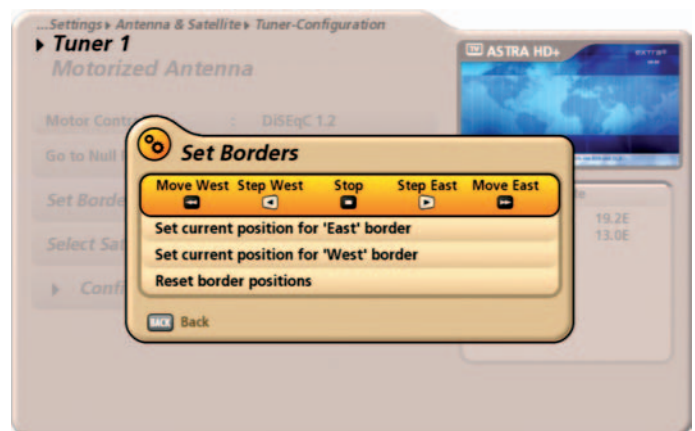 ...Settings▸ Antenna & Satellite▸ Tuner-Configuration
▸ Tuner 1
Motorized Antenna
ASTRA HD+
Motor Contr : DiSEqC 1.2
Go to Null
Set Borde
Select Sat
▸ Confi
19.2E
13.0E
Set Borders
Move West Step West Stop Step East Move East
Set current position for 'East' border
Set current position for 'West' border
Reset border positions
BACK Back